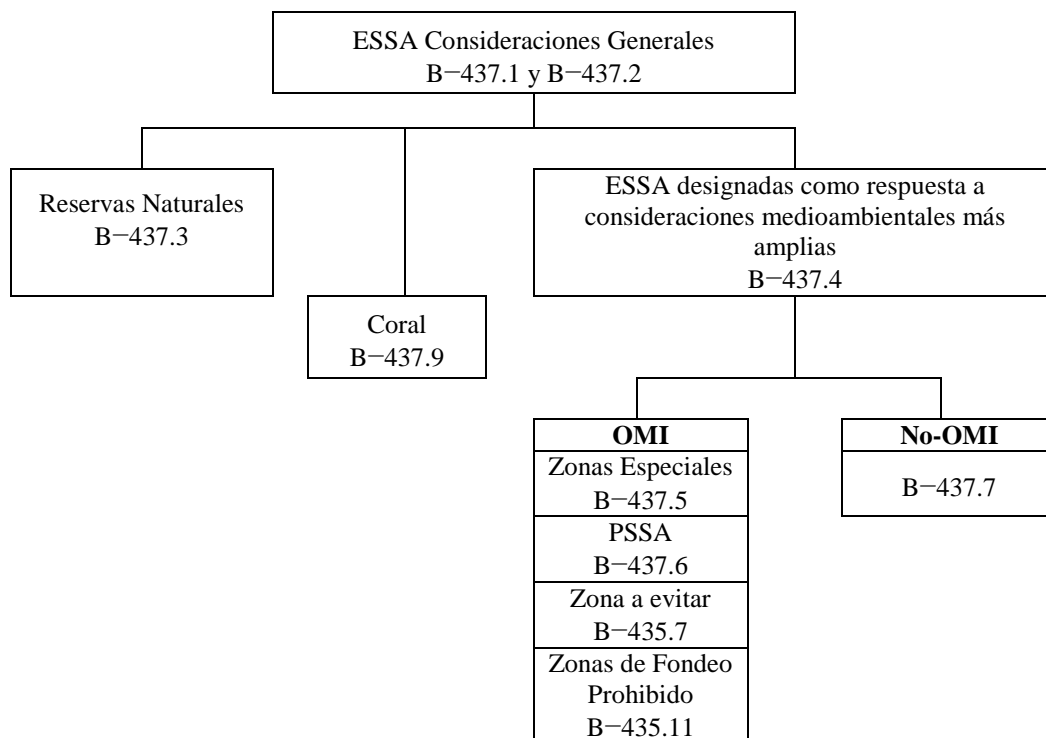 ESSA Consideraciones Generales
B−437.1 y B−437.2
Reservas Naturales
B−437.3
ESSA designadas como respuesta a
consideraciones medioambientales más
amplias
B−437.4
Coral
B−437.9
OMI
Zonas Especiales
B−437.5
PSSA
B−437.6
Zona a evitar
B−435.7
Zonas de Fondeo
Prohibido
B−435.11
No-OMI
B−437.7